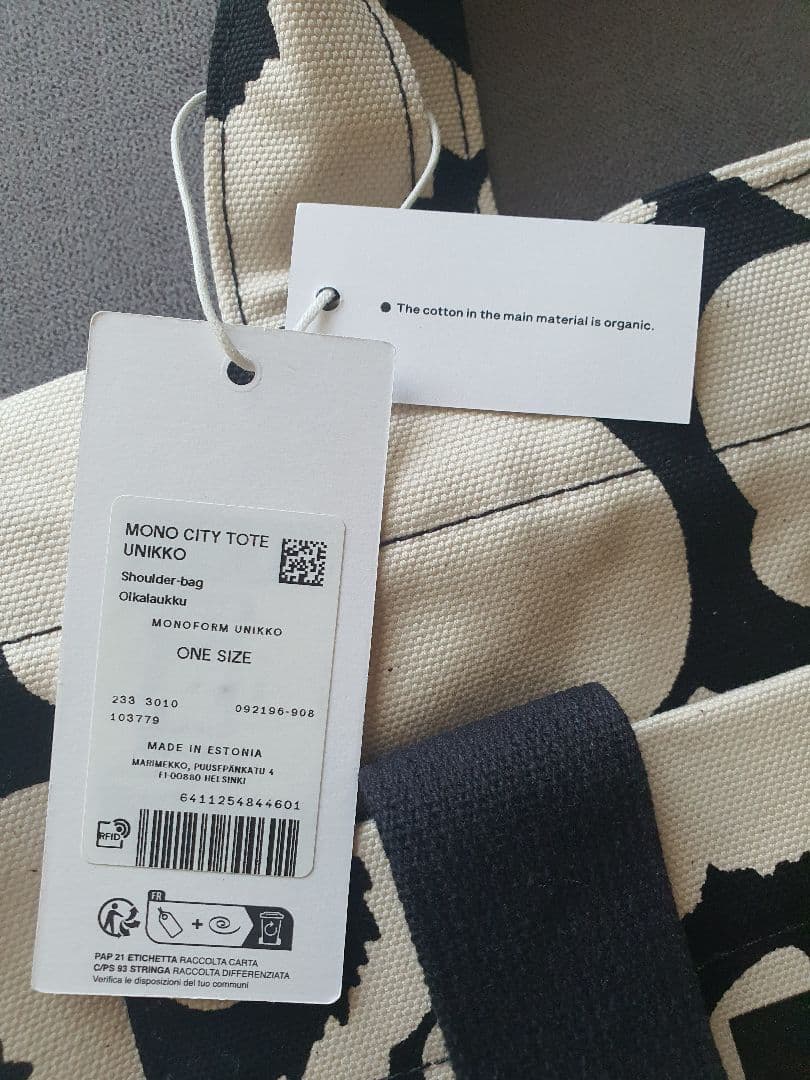 ● The cotton in the main material is organic.
MONO CITY TOTE
UNIKKO
Shoulder-bag
Olkalaukku
MONOFORM UNIKKO
ONE SIZE
233 3010 092196-908
103779
MADE IN ESTONIA
MARIMEKKO, PUUSEPÄNKATU 4
FI-00880 HELSINKI
6411254844601
RFID
FR
+
PAP 21 ETICHETTA RACCOLTA CARTA
C/PS 93 STRINGA RACCOLTA DIFFERENZIATA
Verifica le disposizioni del tuo comuni